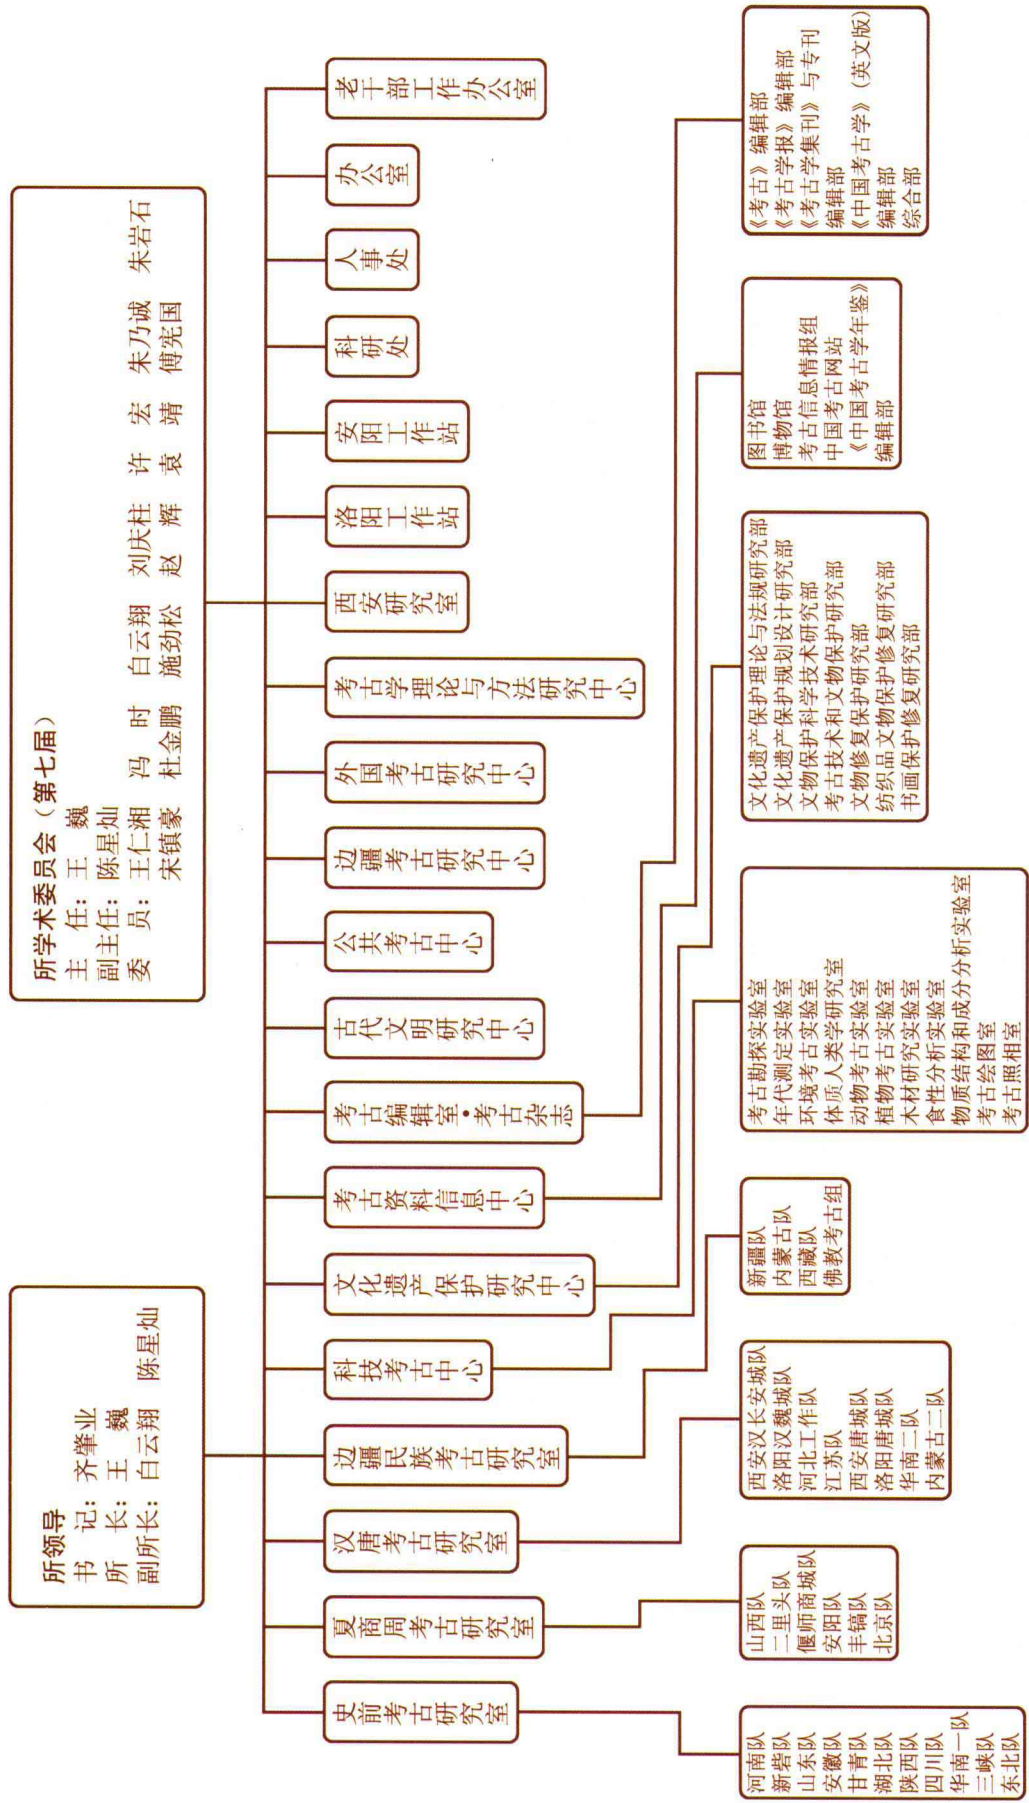 所领导
书　记：齐肇业
所　长：王　巍
副所长：白云翔　陈星灿
所学术委员会（第七届）
主　任：王　巍
副主任：陈星灿
委　员：王仁湘　冯　时　白云翔　刘庆柱　许　宏　朱乃诚　朱岩石
宋镇豪　杜金鹏　施劲松　赵　辉　袁　靖　傅宪国
史前考古研究室
夏商周考古研究室
汉唐考古研究室
边疆民族考古研究室
科技考古中心
文化遗产保护研究中心
考古资料信息中心
考古编辑室·考古杂志
古代文明研究中心
公共考古中心
边疆考古研究中心
外国考古研究中心
考古学理论与方法研究中心
西安研究室
洛阳工作站
安阳工作站
科研处
人事处
办公室
老干部工作办公室
河南队
新砦队
山东队
安徽队
甘青队
湖北队
陕西队
四川队
华南一队
三峡队
东北队
山西队
二里头队
偃师商城队
安阳队
丰镐队
北京队
西安汉长安城队
洛阳汉魏城队
河北工作队
江苏队
西安唐城队
洛阳唐城队
华南二队
内蒙古二队
新疆队
内蒙古队
西藏队
佛教考古组
考古勘探实验室
年代测定实验室
环境考古实验室
体质人类学研究室
动物考古实验室
植物考古实验室
木材研究实验室
食性分析实验室
物质结构和成分分析实验室
考古绘图室
考古照相室
文化遗产保护理论与法规研究部
文化遗产保护规划设计研究部
文物保护科学技术研究部
考古技术和文物保护研究部
文物修复保护研究部
纺织品文物保护修复研究部
书画保护修复研究部
图书馆
博物馆
考古信息情报组
中国考古网站
《中国考古学年鉴》
编辑部
《考古》编辑部
《考古学报》编辑部
《考古学集刊》与专刊
编辑部
《中国考古学》（英文版）
编辑部
综合部